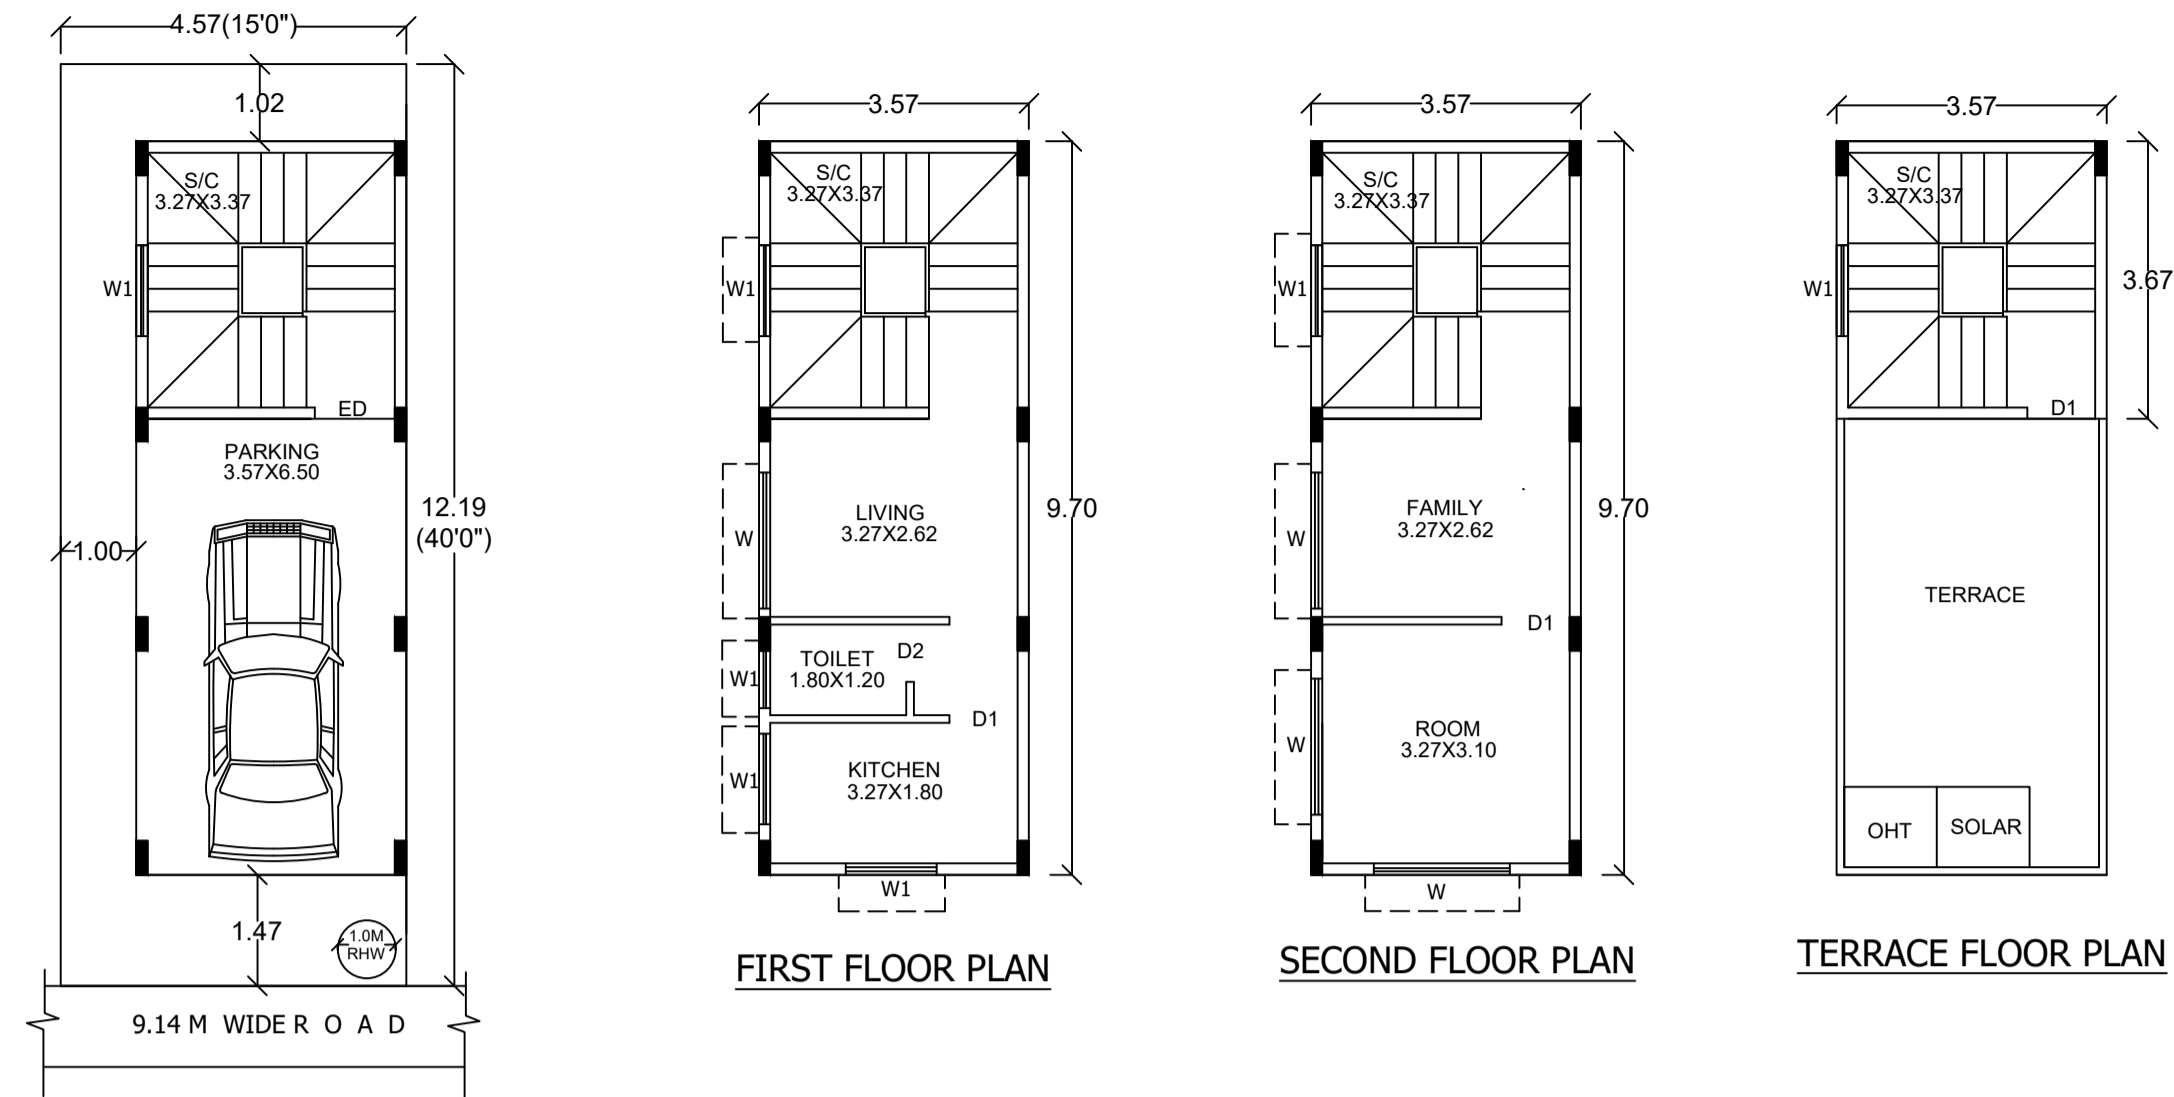 4.57(15'0")
1.02
S/C
3.27X3.37
W1
ED
PARKING
3.57X6.50
1.00
12.19
(40'0")
1.47
1.0M
RHW
9.14 M WIDE R O A D
3.57
S/C
3.27X3.37
W1
W
LIVING
3.27X2.62
9.70
TOILET
1.80X1.20
D2
W1
D1
W1
KITCHEN
3.27X1.80
W1
FIRST FLOOR PLAN
3.57
S/C
3.27X3.37
W1
W
FAMILY
3.27X2.62
9.70
D1
W
ROOM
3.27X3.10
W
SECOND FLOOR PLAN
3.57
S/C
3.27X3.37
W1
3.67
D1
TERRACE
OHT
SOLAR
TERRACE FLOOR PLAN